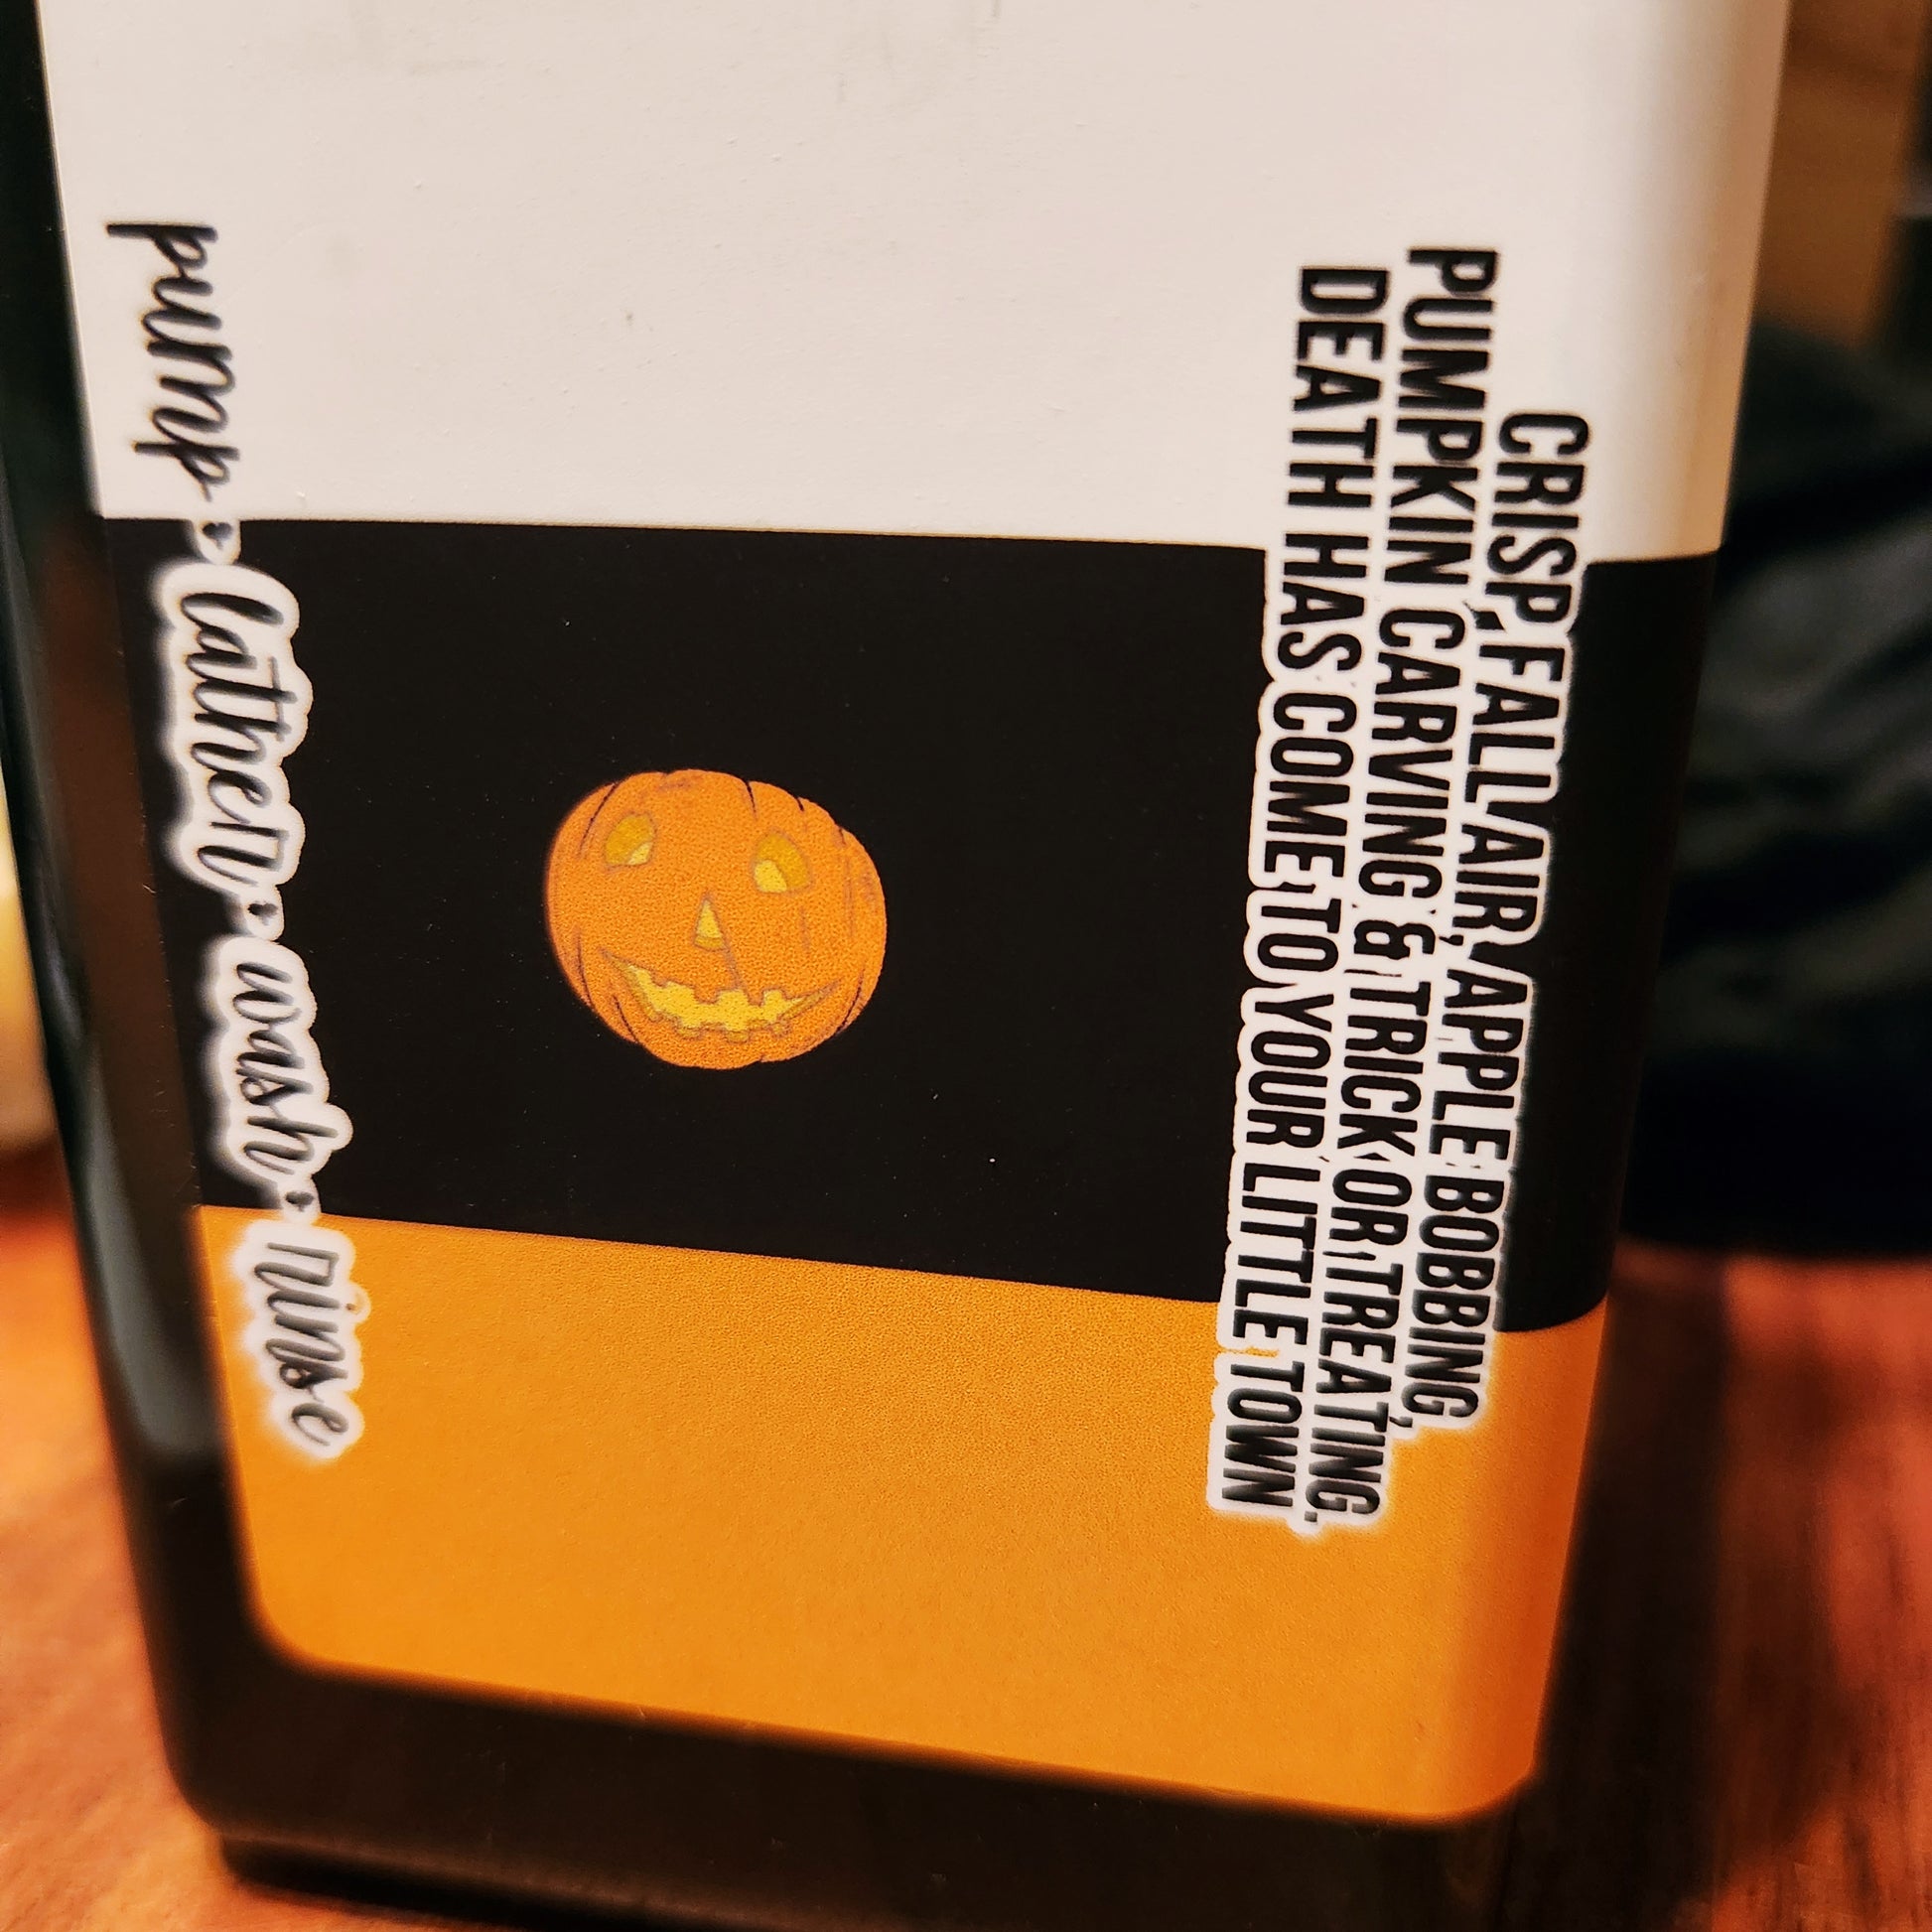 CRISP FALL AIR, APPLE BOBBING,
PUMPKIN CARVING & TRICK OR TREATING.
DEATH HAS COME TO YOUR LITTLE TOWN
pump • lather • wash • rinse